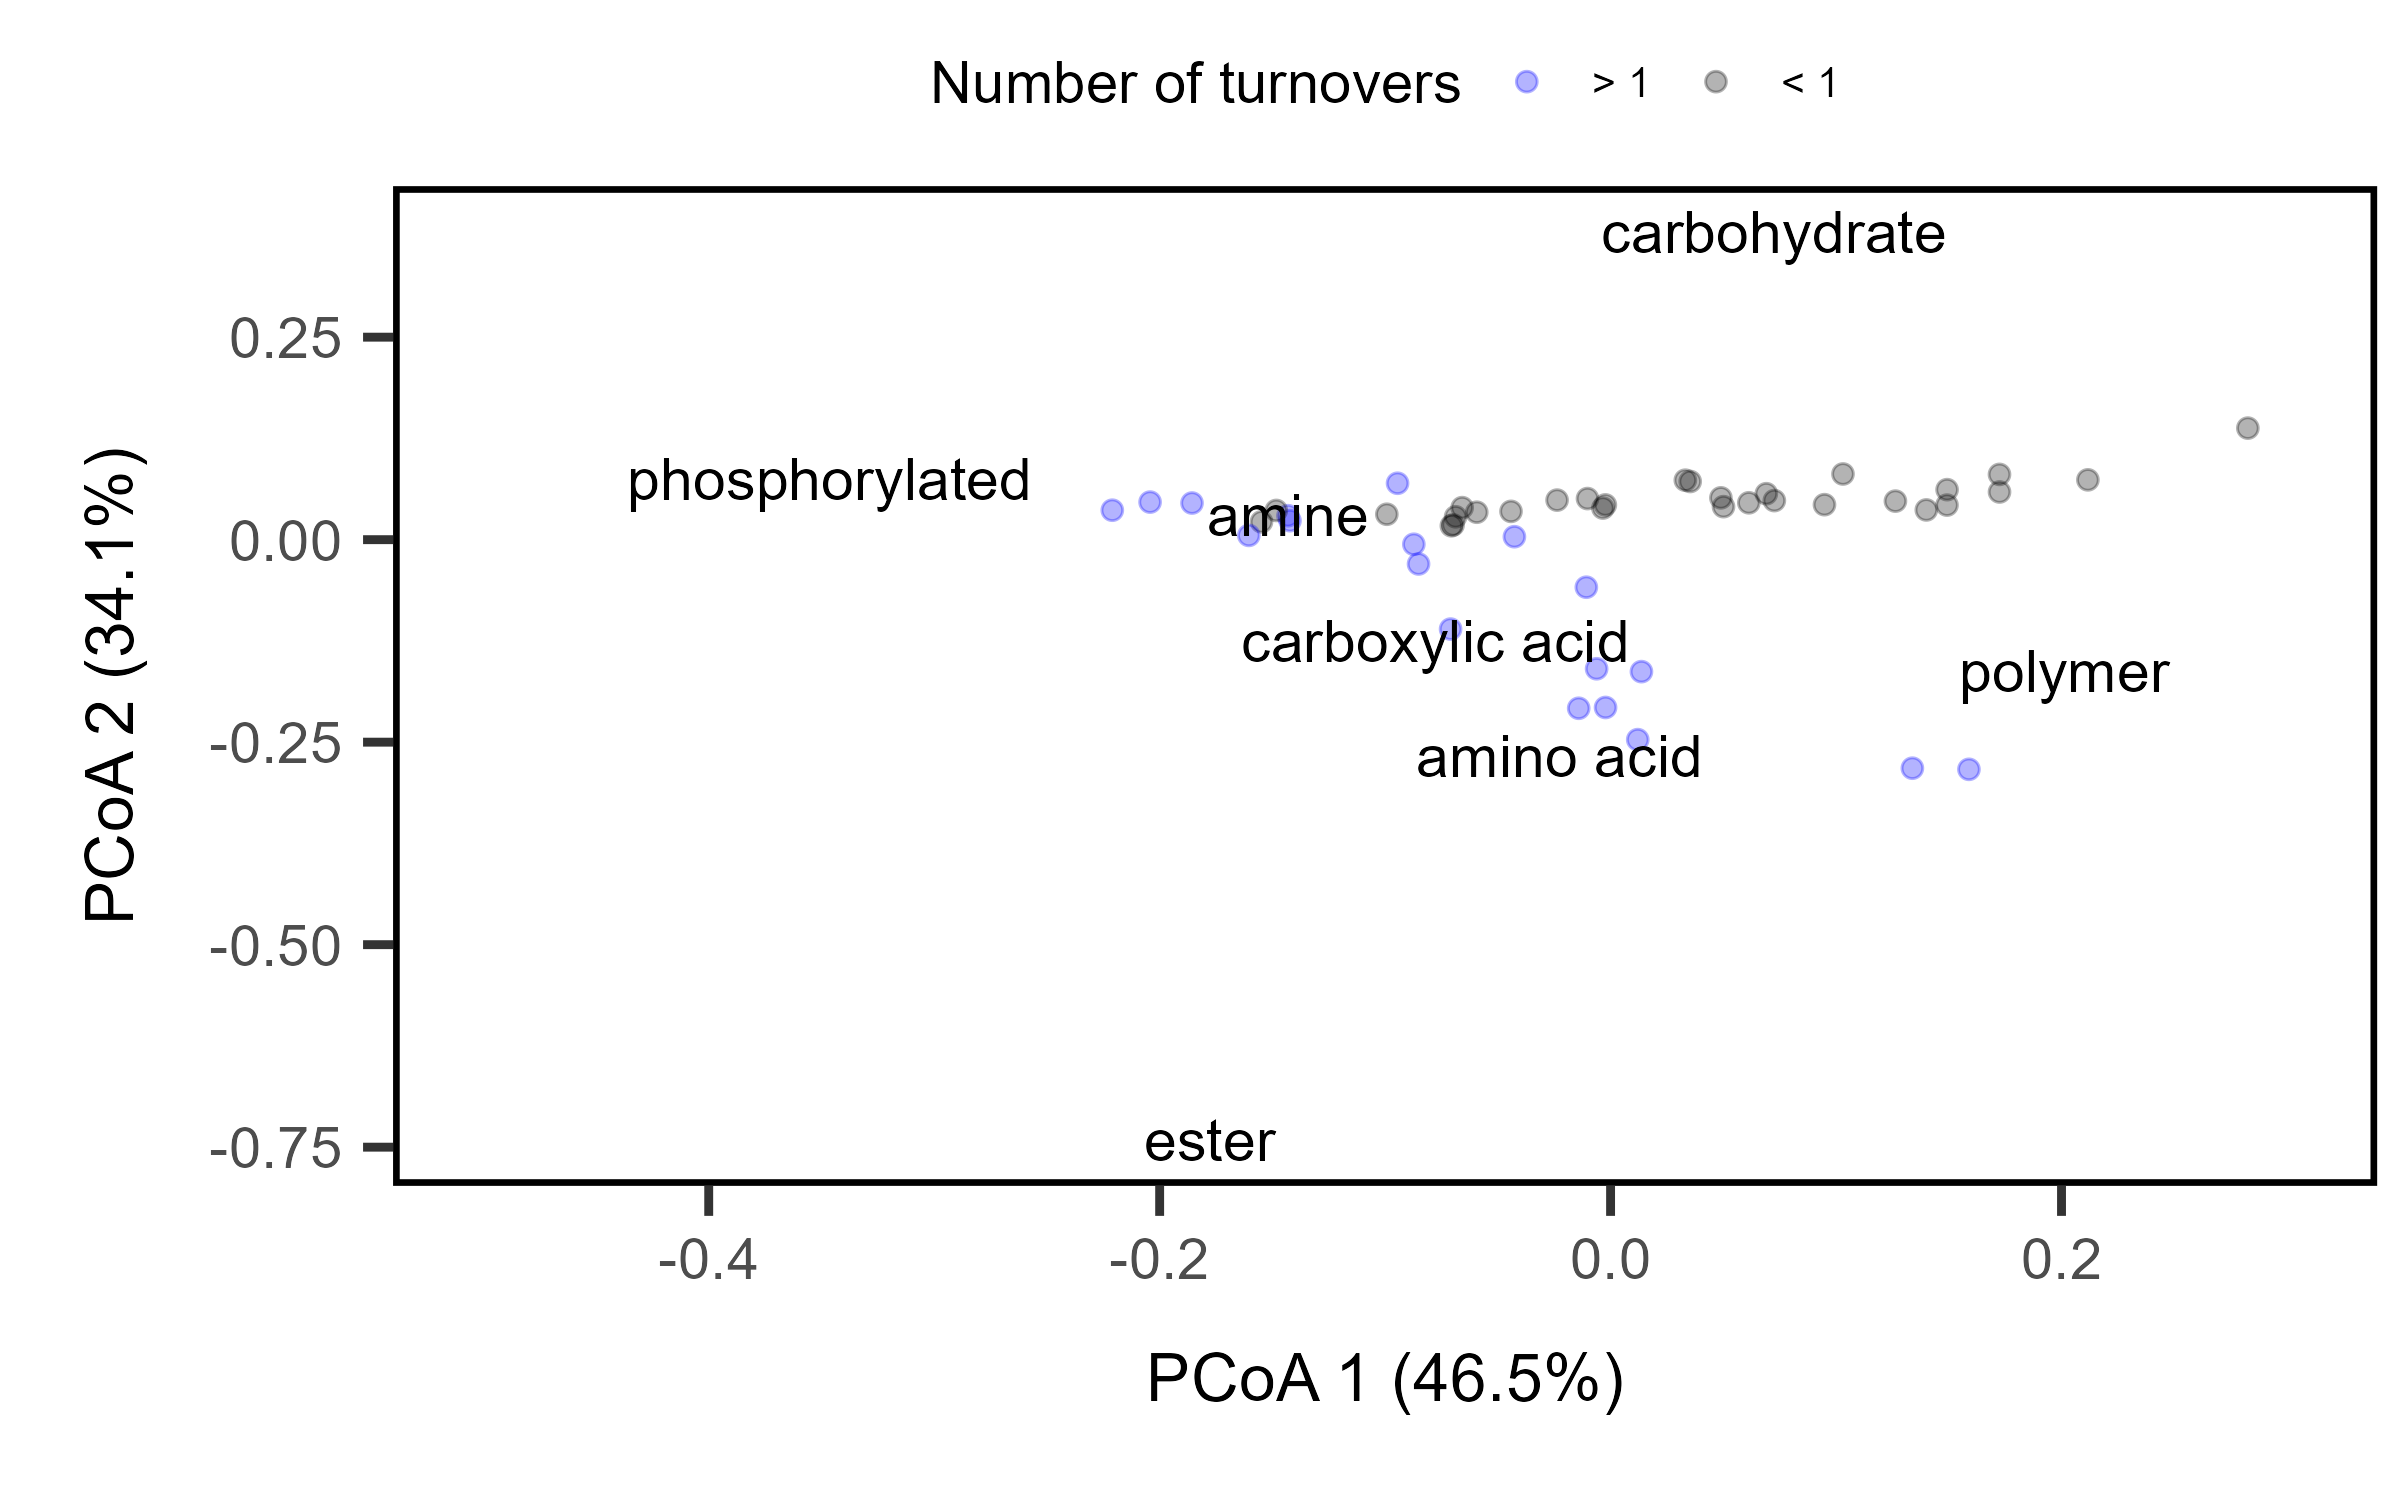 Number of turnovers > 1 < 1
carbohydrate
0.25
phosphorylated
amine
0.00
carboxylic acid
polymer
-0.25
amino acid
-0.50
ester
-0.75
PCoA 2 (34.1%)
-0.4 -0.2 0.0 0.2
PCoA 1 (46.5%)